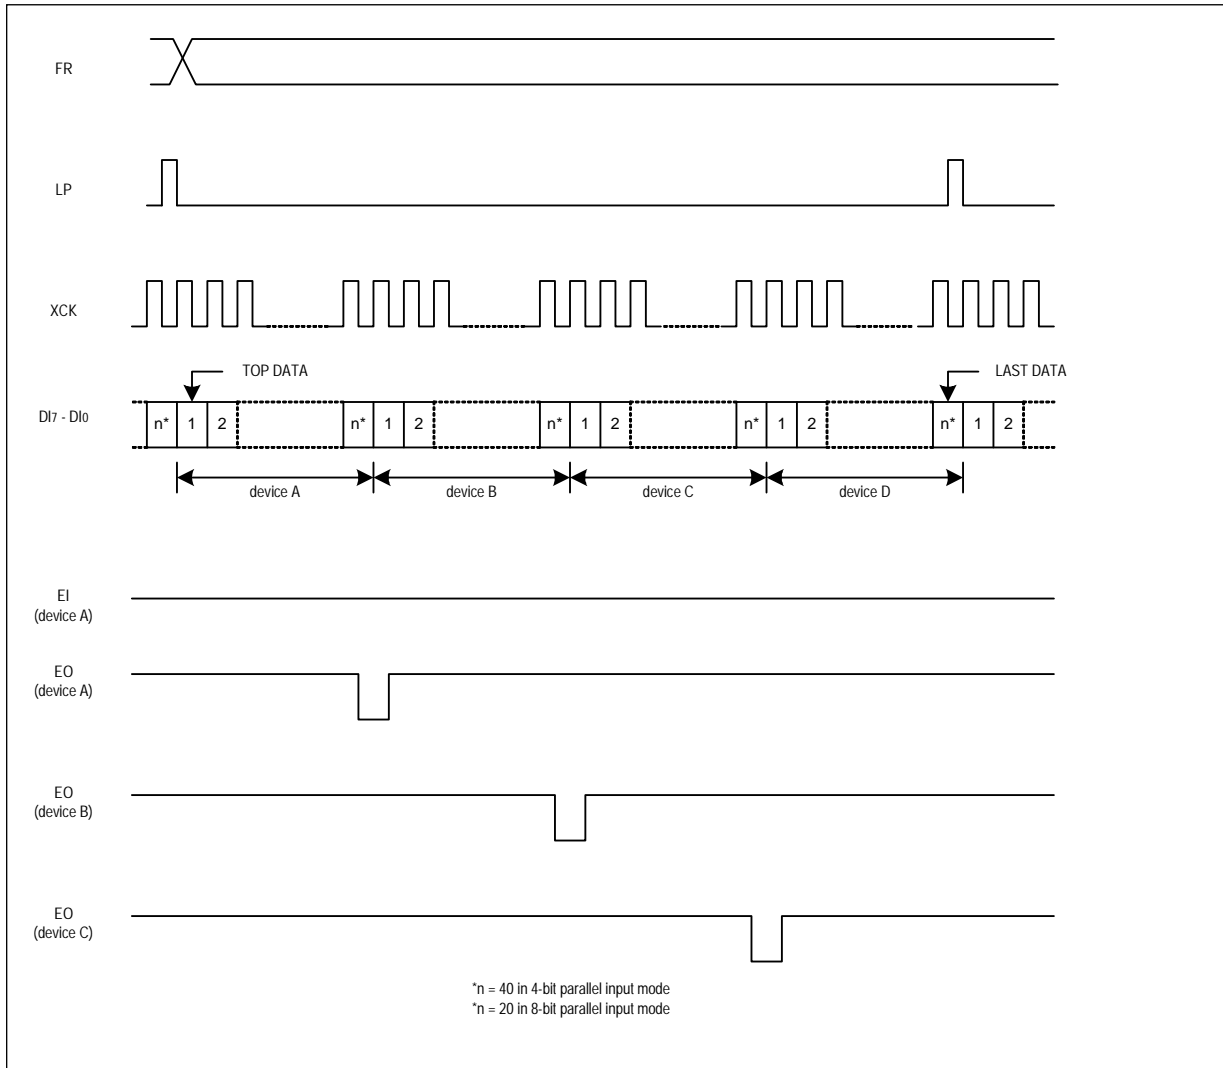 FR
LP
XCK
TOP DATA
LAST DATA
DI7 - DI0
n* 1 2 n* 1 2 n* 1 2 n* 1 2 n* 1 2
device A device B device C device D
EI
(device A)
EO
(device A)
EO
(device B)
EO
(device C)
*n = 40 in 4-bit parallel input mode
*n = 20 in 8-bit parallel input mode